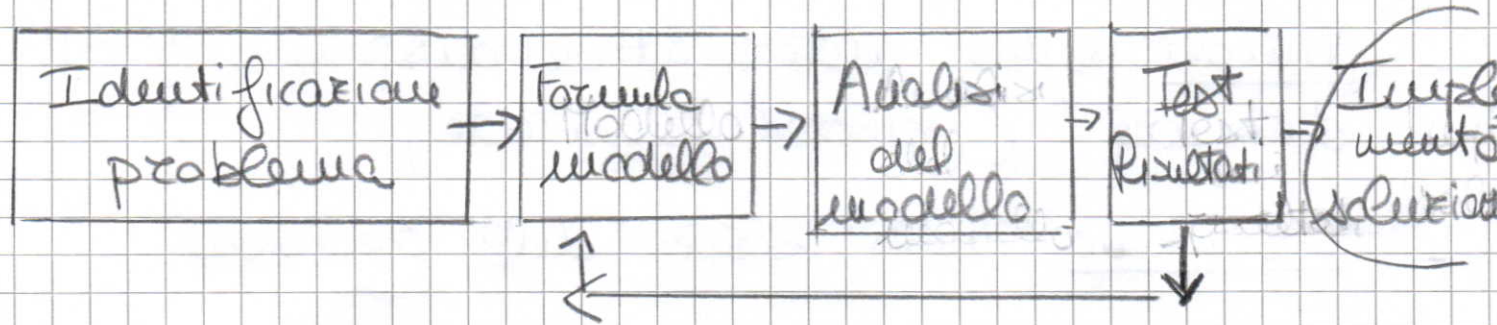 Identificazione
problema
Formula
modello
Analisi
del
modello
Test
Risultati
Imple
mento
soluzion